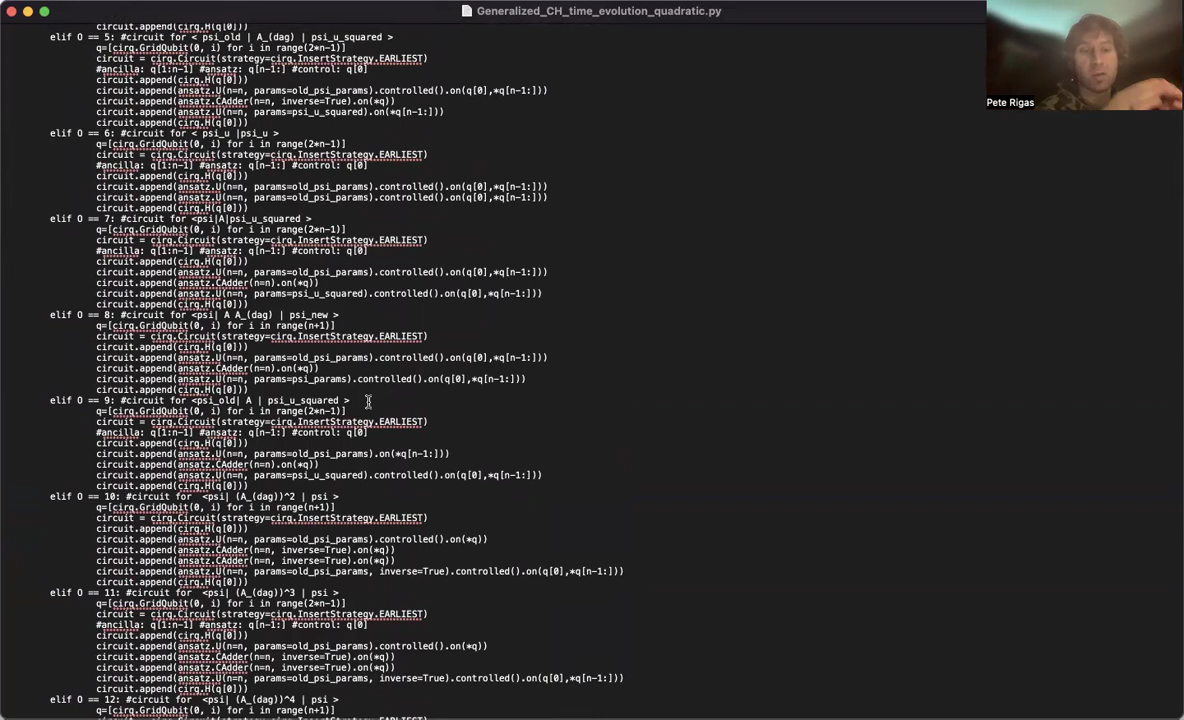 Generalized_CH_time_evolution_quadratic.py
circuit.append(cirq.H(q[0]))
elif O == 5: #circuit for < psi_old | A_(dag) | psi_u_squared >
q=[cirq.GridQubit(0, i) for i in range(2*n-1)]
circuit = cirq.Circuit(strategy=cirq.InsertStrategy.EARLIEST)
#ancilla: q[1:n-1] #ansatz: q[n-1:] #control: q[0]
circuit.append(cirq.H(q[0]))
circuit.append(ansatz.U(n=n, params=old_psi_params).controlled().on(q[0],*q[n-1:]))
circuit.append(ansatz.CAdder(n=n, inverse=True).on(*q))
circuit.append(ansatz.U(n=n, params=psi_u_squared).on(*q[n-1:]))
circuit.append(cirq.H(q[0]))
elif O == 6: #circuit for < psi_u |psi_u >
q=[cirq.GridQubit(0, i) for i in range(2*n-1)]
circuit = cirq.Circuit(strategy=cirq.InsertStrategy.EARLIEST)
#ancilla: q[1:n-1] #ansatz: q[n-1:] #control: q[0]
circuit.append(cirq.H(q[0]))
circuit.append(ansatz.U(n=n, params=old_psi_params).controlled().on(q[0],*q[n-1:]))
circuit.append(ansatz.U(n=n, params=old_psi_params).controlled().on(q[0],*q[n-1:]))
circuit.append(cirq.H(q[0]))
elif O == 7: #circuit for <psi|A|psi_u_squared >
q=[cirq.GridQubit(0, i) for i in range(2*n-1)]
circuit = cirq.Circuit(strategy=cirq.InsertStrategy.EARLIEST)
#ancilla: q[1:n-1] #ansatz: q[n-1:] #control: q[0]
circuit.append(cirq.H(q[0]))
circuit.append(ansatz.U(n=n, params=old_psi_params).controlled().on(q[0],*q[n-1:]))
circuit.append(ansatz.CAdder(n=n).on(*q))
circuit.append(ansatz.U(n=n, params=psi_u_squared).controlled().on(q[0],*q[n-1:]))
circuit.append(cirq.H(q[0]))
elif O == 8: #circuit for <psi| A A_(dag) | psi_new >
q=[cirq.GridQubit(0, i) for i in range(n+1)]
circuit = cirq.Circuit(strategy=cirq.InsertStrategy.EARLIEST)
circuit.append(cirq.H(q[0]))
circuit.append(ansatz.U(n=n, params=old_psi_params).controlled().on(q[0],*q[n-1:]))
circuit.append(ansatz.CAdder(n=n).on(*q))
circuit.append(ansatz.U(n=n, params=psi_params).controlled().on(q[0],*q[n-1:]))
circuit.append(cirq.H(q[0]))
elif O == 9: #circuit for <psi_old| A | psi_u_squared >
q=[cirq.GridQubit(0, i) for i in range(2*n-1)]
circuit = cirq.Circuit(strategy=cirq.InsertStrategy.EARLIEST)
#ancilla: q[1:n-1] #ansatz: q[n-1:] #control: q[0]
circuit.append(cirq.H(q[0]))
circuit.append(ansatz.U(n=n, params=old_psi_params).on(*q[n-1:]))
circuit.append(ansatz.CAdder(n=n).on(*q))
circuit.append(ansatz.U(n=n, params=psi_u_squared).controlled().on(q[0],*q[n-1:]))
circuit.append(cirq.H(q[0]))
elif O == 10: #circuit for  <psi| (A_(dag))^2 | psi >
q=[cirq.GridQubit(0, i) for i in range(n+1)]
circuit = cirq.Circuit(strategy=cirq.InsertStrategy.EARLIEST)
circuit.append(cirq.H(q[0]))
circuit.append(ansatz.U(n=n, params=old_psi_params).controlled().on(*q))
circuit.append(ansatz.CAdder(n=n, inverse=True).on(*q))
circuit.append(ansatz.CAdder(n=n, inverse=True).on(*q))
circuit.append(ansatz.U(n=n, params=old_psi_params, inverse=True).controlled().on(q[0],*q[n-1:]))
circuit.append(cirq.H(q[0]))
elif O == 11: #circuit for  <psi| (A_(dag))^3 | psi >
q=[cirq.GridQubit(0, i) for i in range(2*n-1)]
circuit = cirq.Circuit(strategy=cirq.InsertStrategy.EARLIEST)
#ancilla: q[1:n-1] #ansatz: q[n-1:] #control: q[0]
circuit.append(cirq.H(q[0]))
circuit.append(ansatz.U(n=n, params=old_psi_params).controlled().on(*q))
circuit.append(ansatz.CAdder(n=n, inverse=True).on(*q))
circuit.append(ansatz.CAdder(n=n, inverse=True).on(*q))
circuit.append(ansatz.U(n=n, params=old_psi_params, inverse=True).controlled().on(q[0],*q[n-1:]))
circuit.append(cirq.H(q[0]))
elif O == 12: #circuit for  <psi| (A_(dag))^4 | psi >
q=[cirq.GridQubit(0, i) for i in range(n+1)]
Pete Rigas